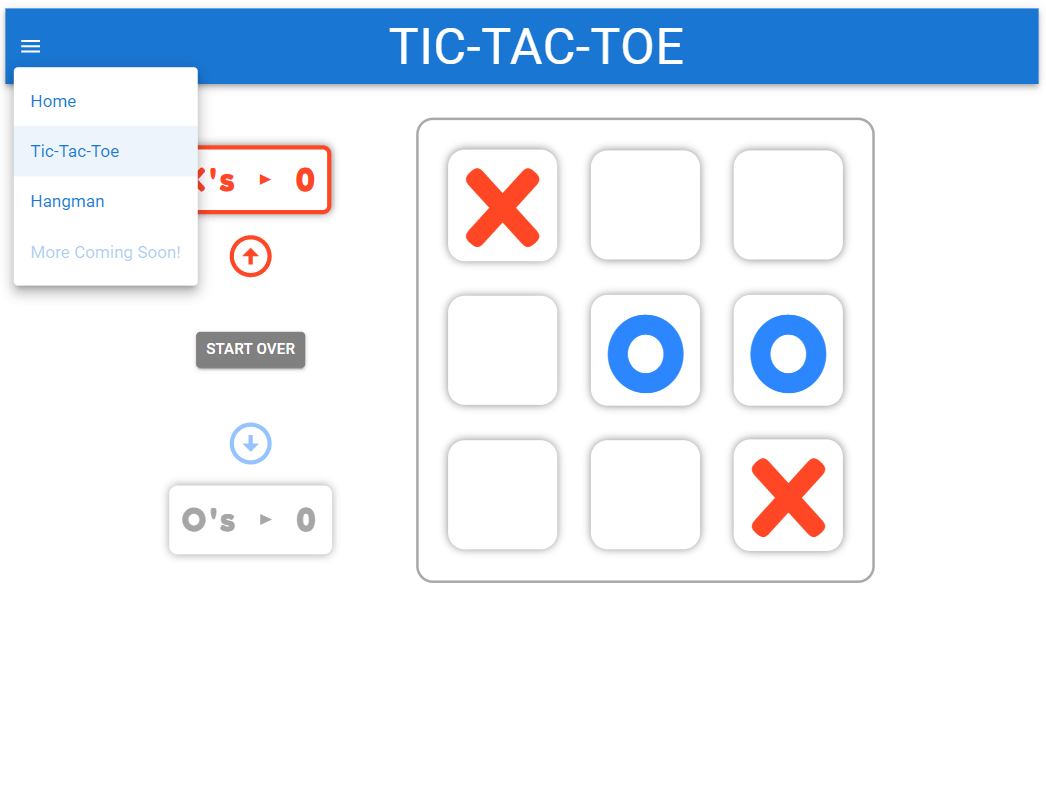 TIC-TAC-TOE
Home
Tic-Tac-Toe
Hangman
More Coming Soon!
X's ► 0
START OVER
O's ► 0